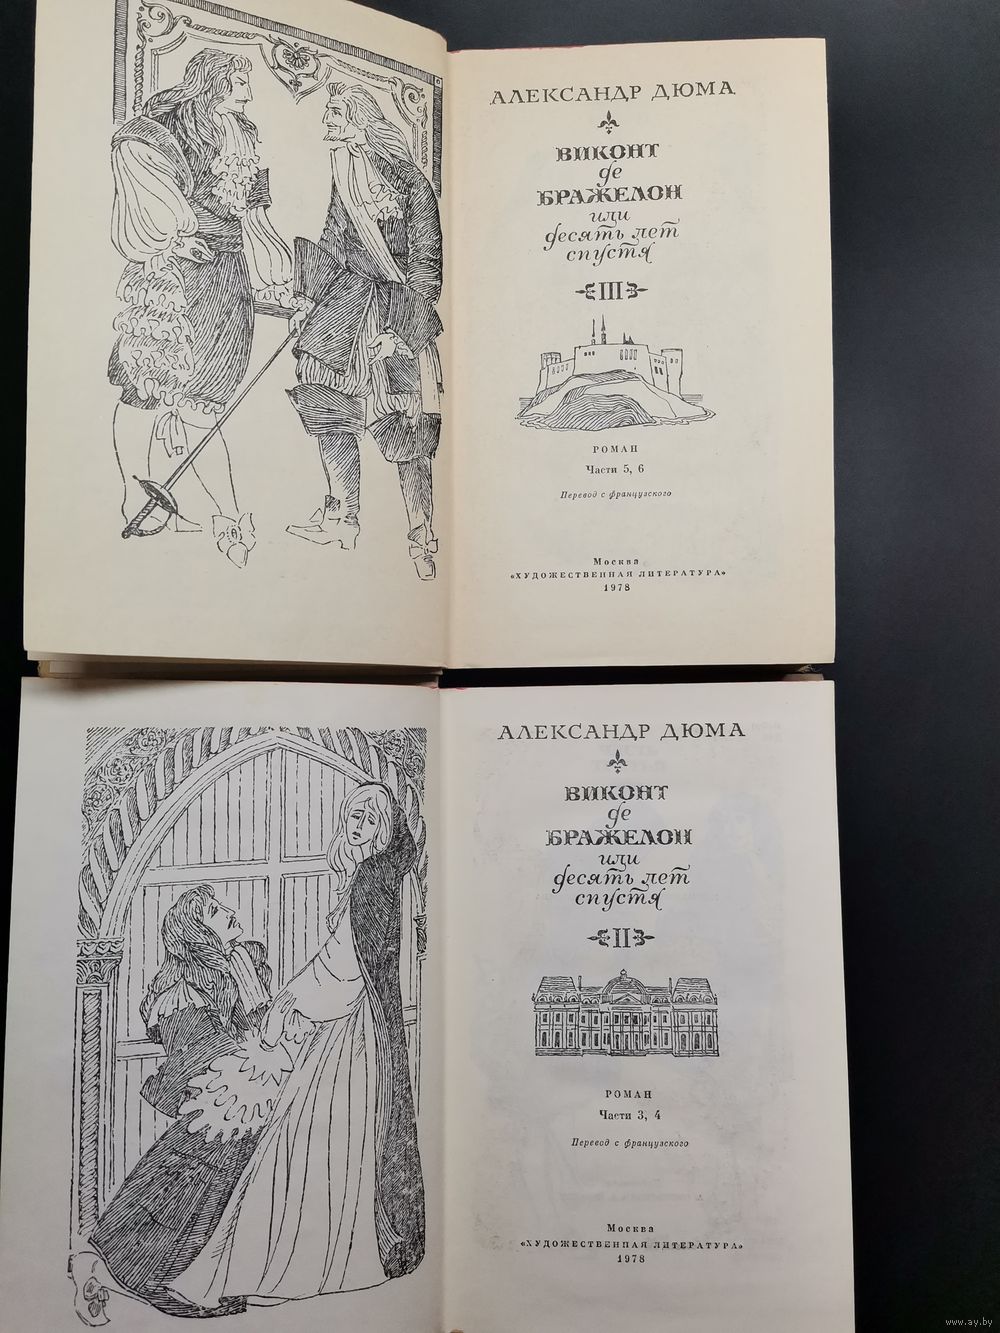 АЛЕКСАНДР ДЮМА
ВИКОНТ
де
БРАЖЕЛОН
или
десять лет
спустя
III
РОМАН
Части 5, 6
Перевод с французского
Москва
«ХУДОЖЕСТВЕННАЯ ЛИТЕРАТУРА»
1978
АЛЕКСАНДР ДЮМА
ВИКОНТ
де
БРАЖЕЛОН
или
десять лет
спустя
II
РОМАН
Части 3, 4
Перевод с французского
Москва
«ХУДОЖЕСТВЕННАЯ ЛИТЕРАТУРА»
1978
www.ay.by